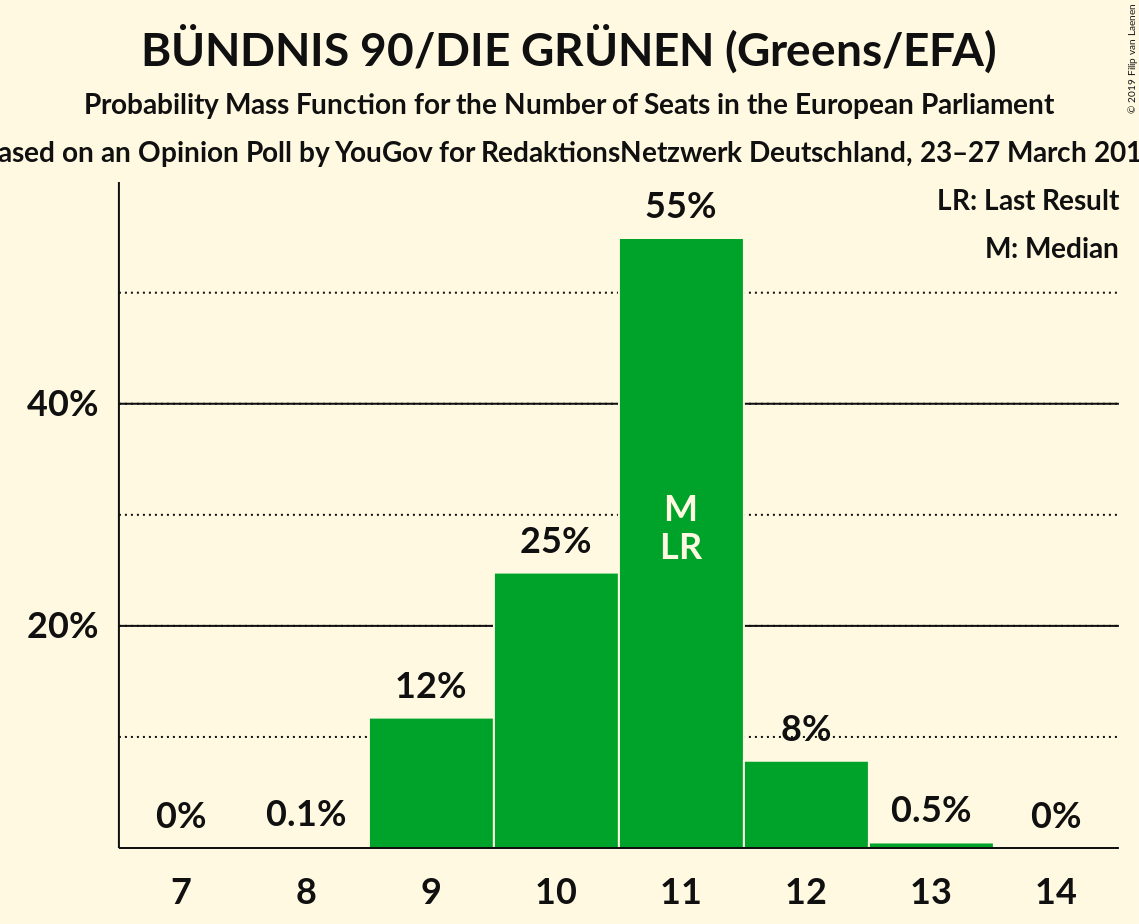 BÜNDNIS 90/DIE GRÜNEN (Greens/EFA)
Probability Mass Function for the Number of Seats in the European Parliament
ased on an Opinion Poll by YouGov for RedaktionsNetzwerk Deutschland, 23–27 March 201
© 2019 Filip van Laenen
LR: Last Result
M: Median
55%
40%
M
LR
25%
20%
12%
8%
0%
0.1%
0.5%
0%
7 8 9 10 11 12 13 14